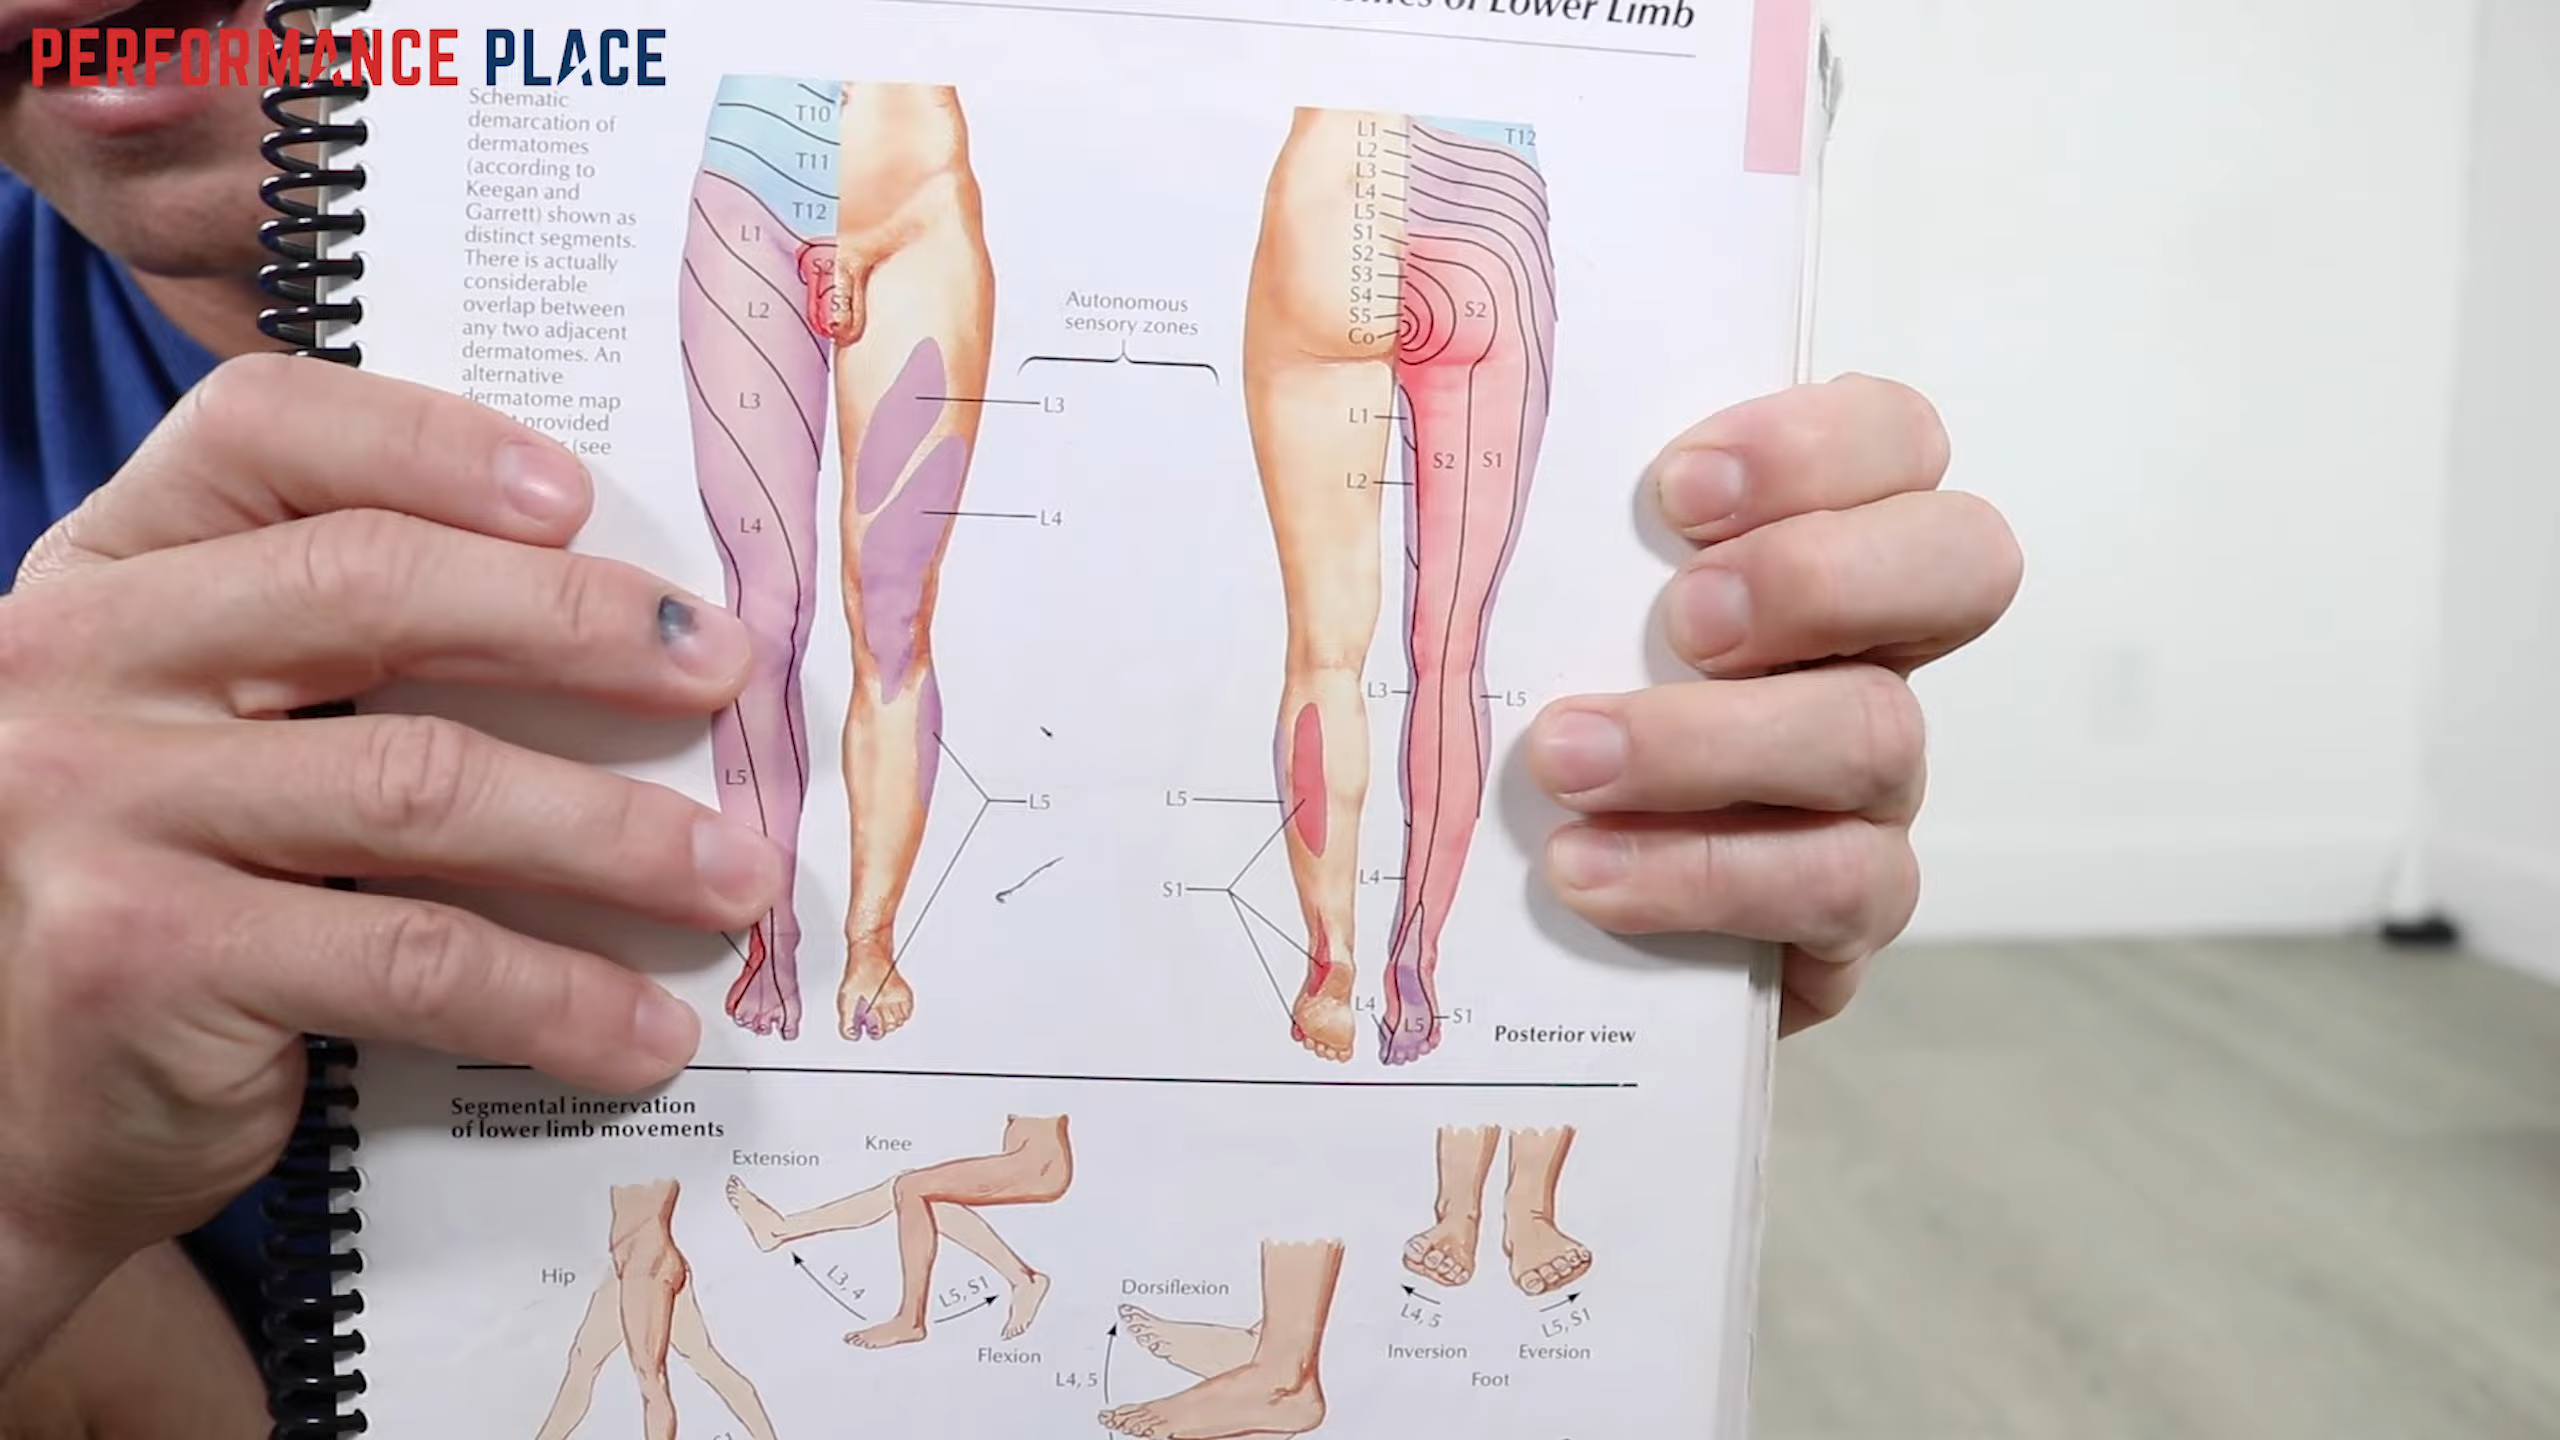 PERFORMANCE PLACE
of Lower Limb
Schematic
demarcation of
dermatomes
(according to
Keegan and
Garrett) shown as
distinct segments.
There is actually
considerable
overlap between
any two adjacent
dermatomes. An
alternative
dermatome map
provided
(see
T10
T11
T12
L1
S2
S3
L2
L3
L4
L5
Autonomous
sensory zones
L3
L4
L5
L5
S1
L1
L2
L3
L4
L5
S1
S2
S3
S4
S5
Co
T12
S2
L1
S2
S1
L2
L3
L5
L4
L4
L5
S1
Posterior view
Segmental innervation
of lower limb movements
Hip
Extension
Knee
L3, 4
L5, S1
Flexion
Dorsiflexion
L4, 5
L4, 5
L5, S1
Inversion
Eversion
Foot